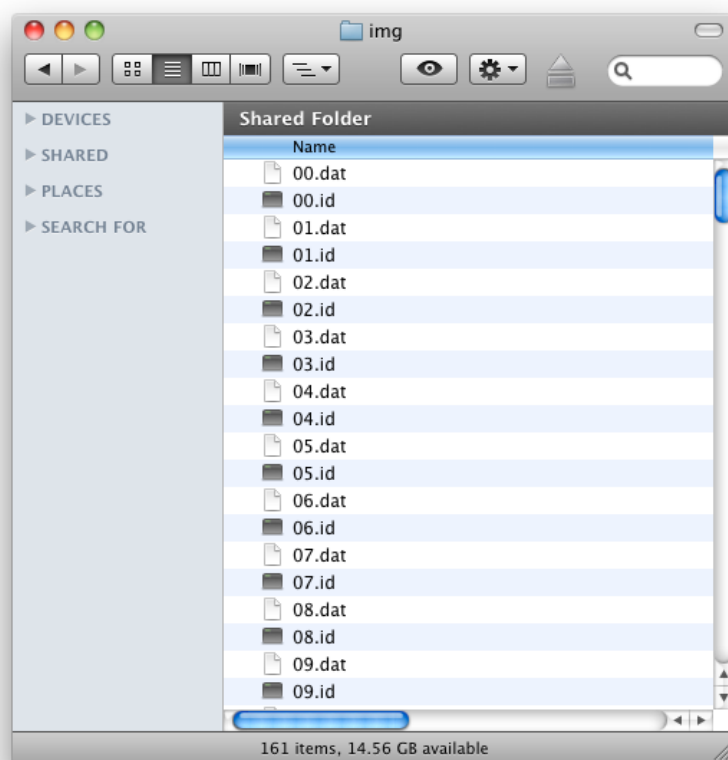 img
DEVICES
SHARED
PLACES
SEARCH FOR
Shared Folder
Name
00.dat
00.id
01.dat
01.id
02.dat
02.id
03.dat
03.id
04.dat
04.id
05.dat
05.id
06.dat
06.id
07.dat
07.id
08.dat
08.id
09.dat
09.id
161 items, 14.56 GB available